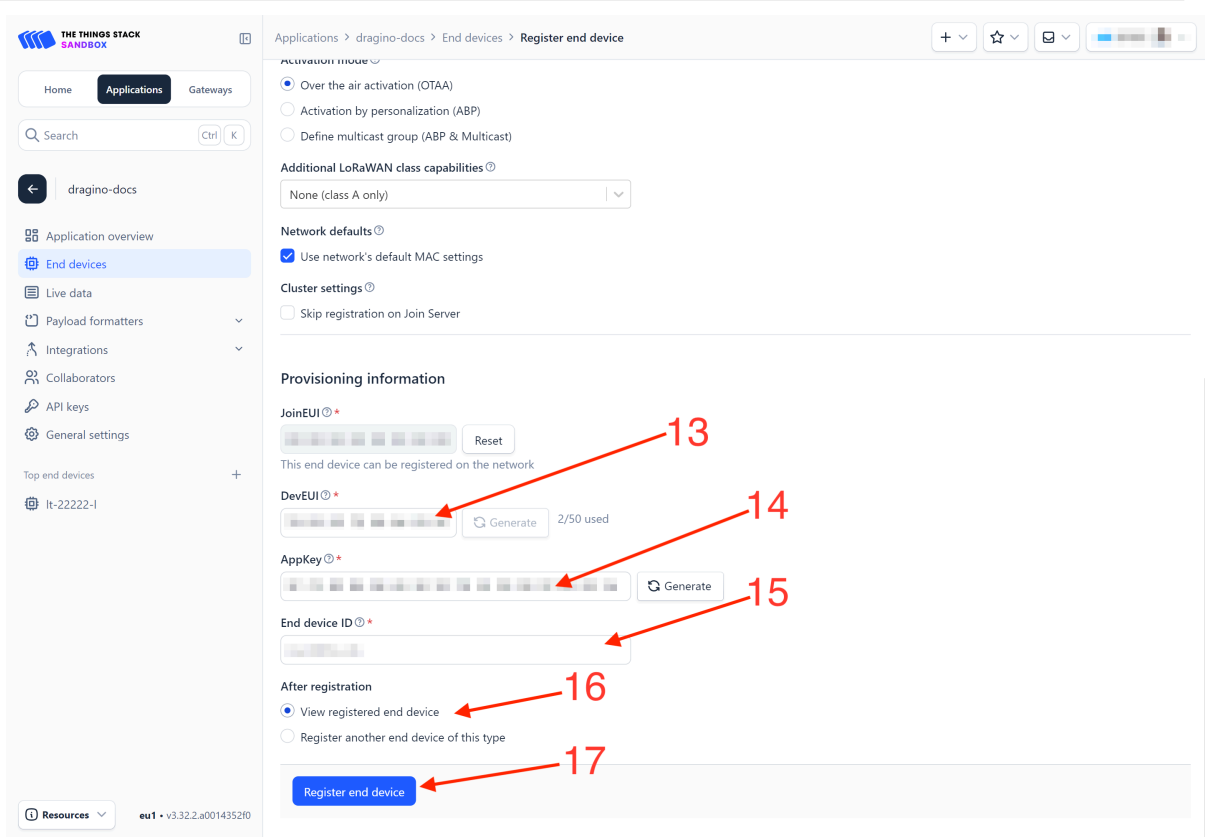 THE THINGS STACK
SANDBOX
Home
Applications
Gateways
Search
Ctrl
K
dragino-docs
Application overview
End devices
Live data
Payload formatters
Integrations
Collaborators
API keys
General settings
Top end devices
lt-22222-l
Resources
eu1 • v3.32.2.a0014352f0
Applications > dragino-docs > End devices > Register end device
Activation mode
Over the air activation (OTAA)
Activation by personalization (ABP)
Define multicast group (ABP & Multicast)
Additional LoRaWAN class capabilities
None (class A only)
Network defaults
Use network's default MAC settings
Cluster settings
Skip registration on Join Server
Provisioning information
JoinEUI *
Reset
13
This end device can be registered on the network
DevEUI *
Generate
2/50 used
14
AppKey *
Generate
15
End device ID *
After registration
16
View registered end device
Register another end device of this type
17
Register end device